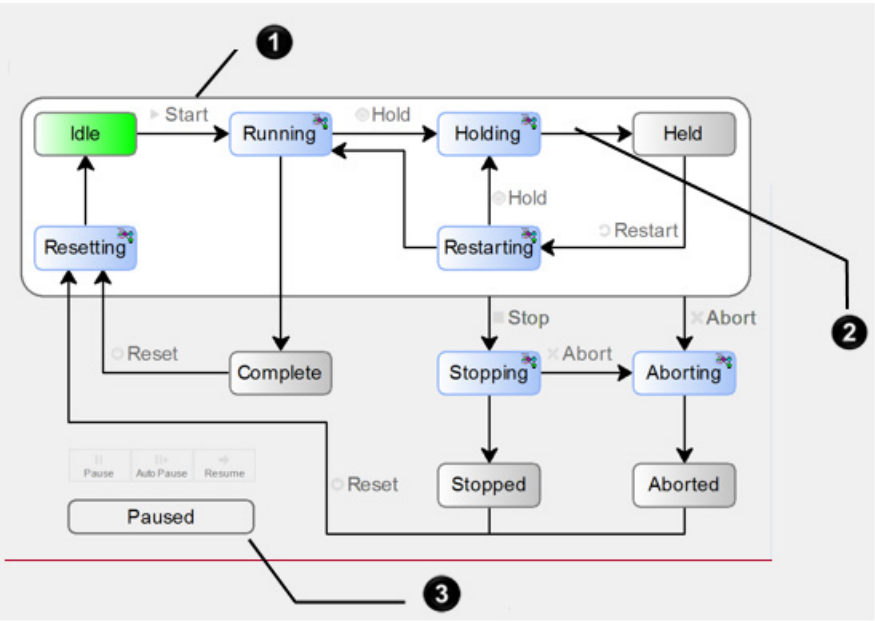 1
Start
Hold
Idle
Running
Holding
Held
Hold
Restart
Resetting
Restarting
Stop
Abort
2
Reset
Abort
Complete
Stopping
Aborting
Pause
Auto Pause
Resume
Reset
Stopped
Aborted
Paused
3